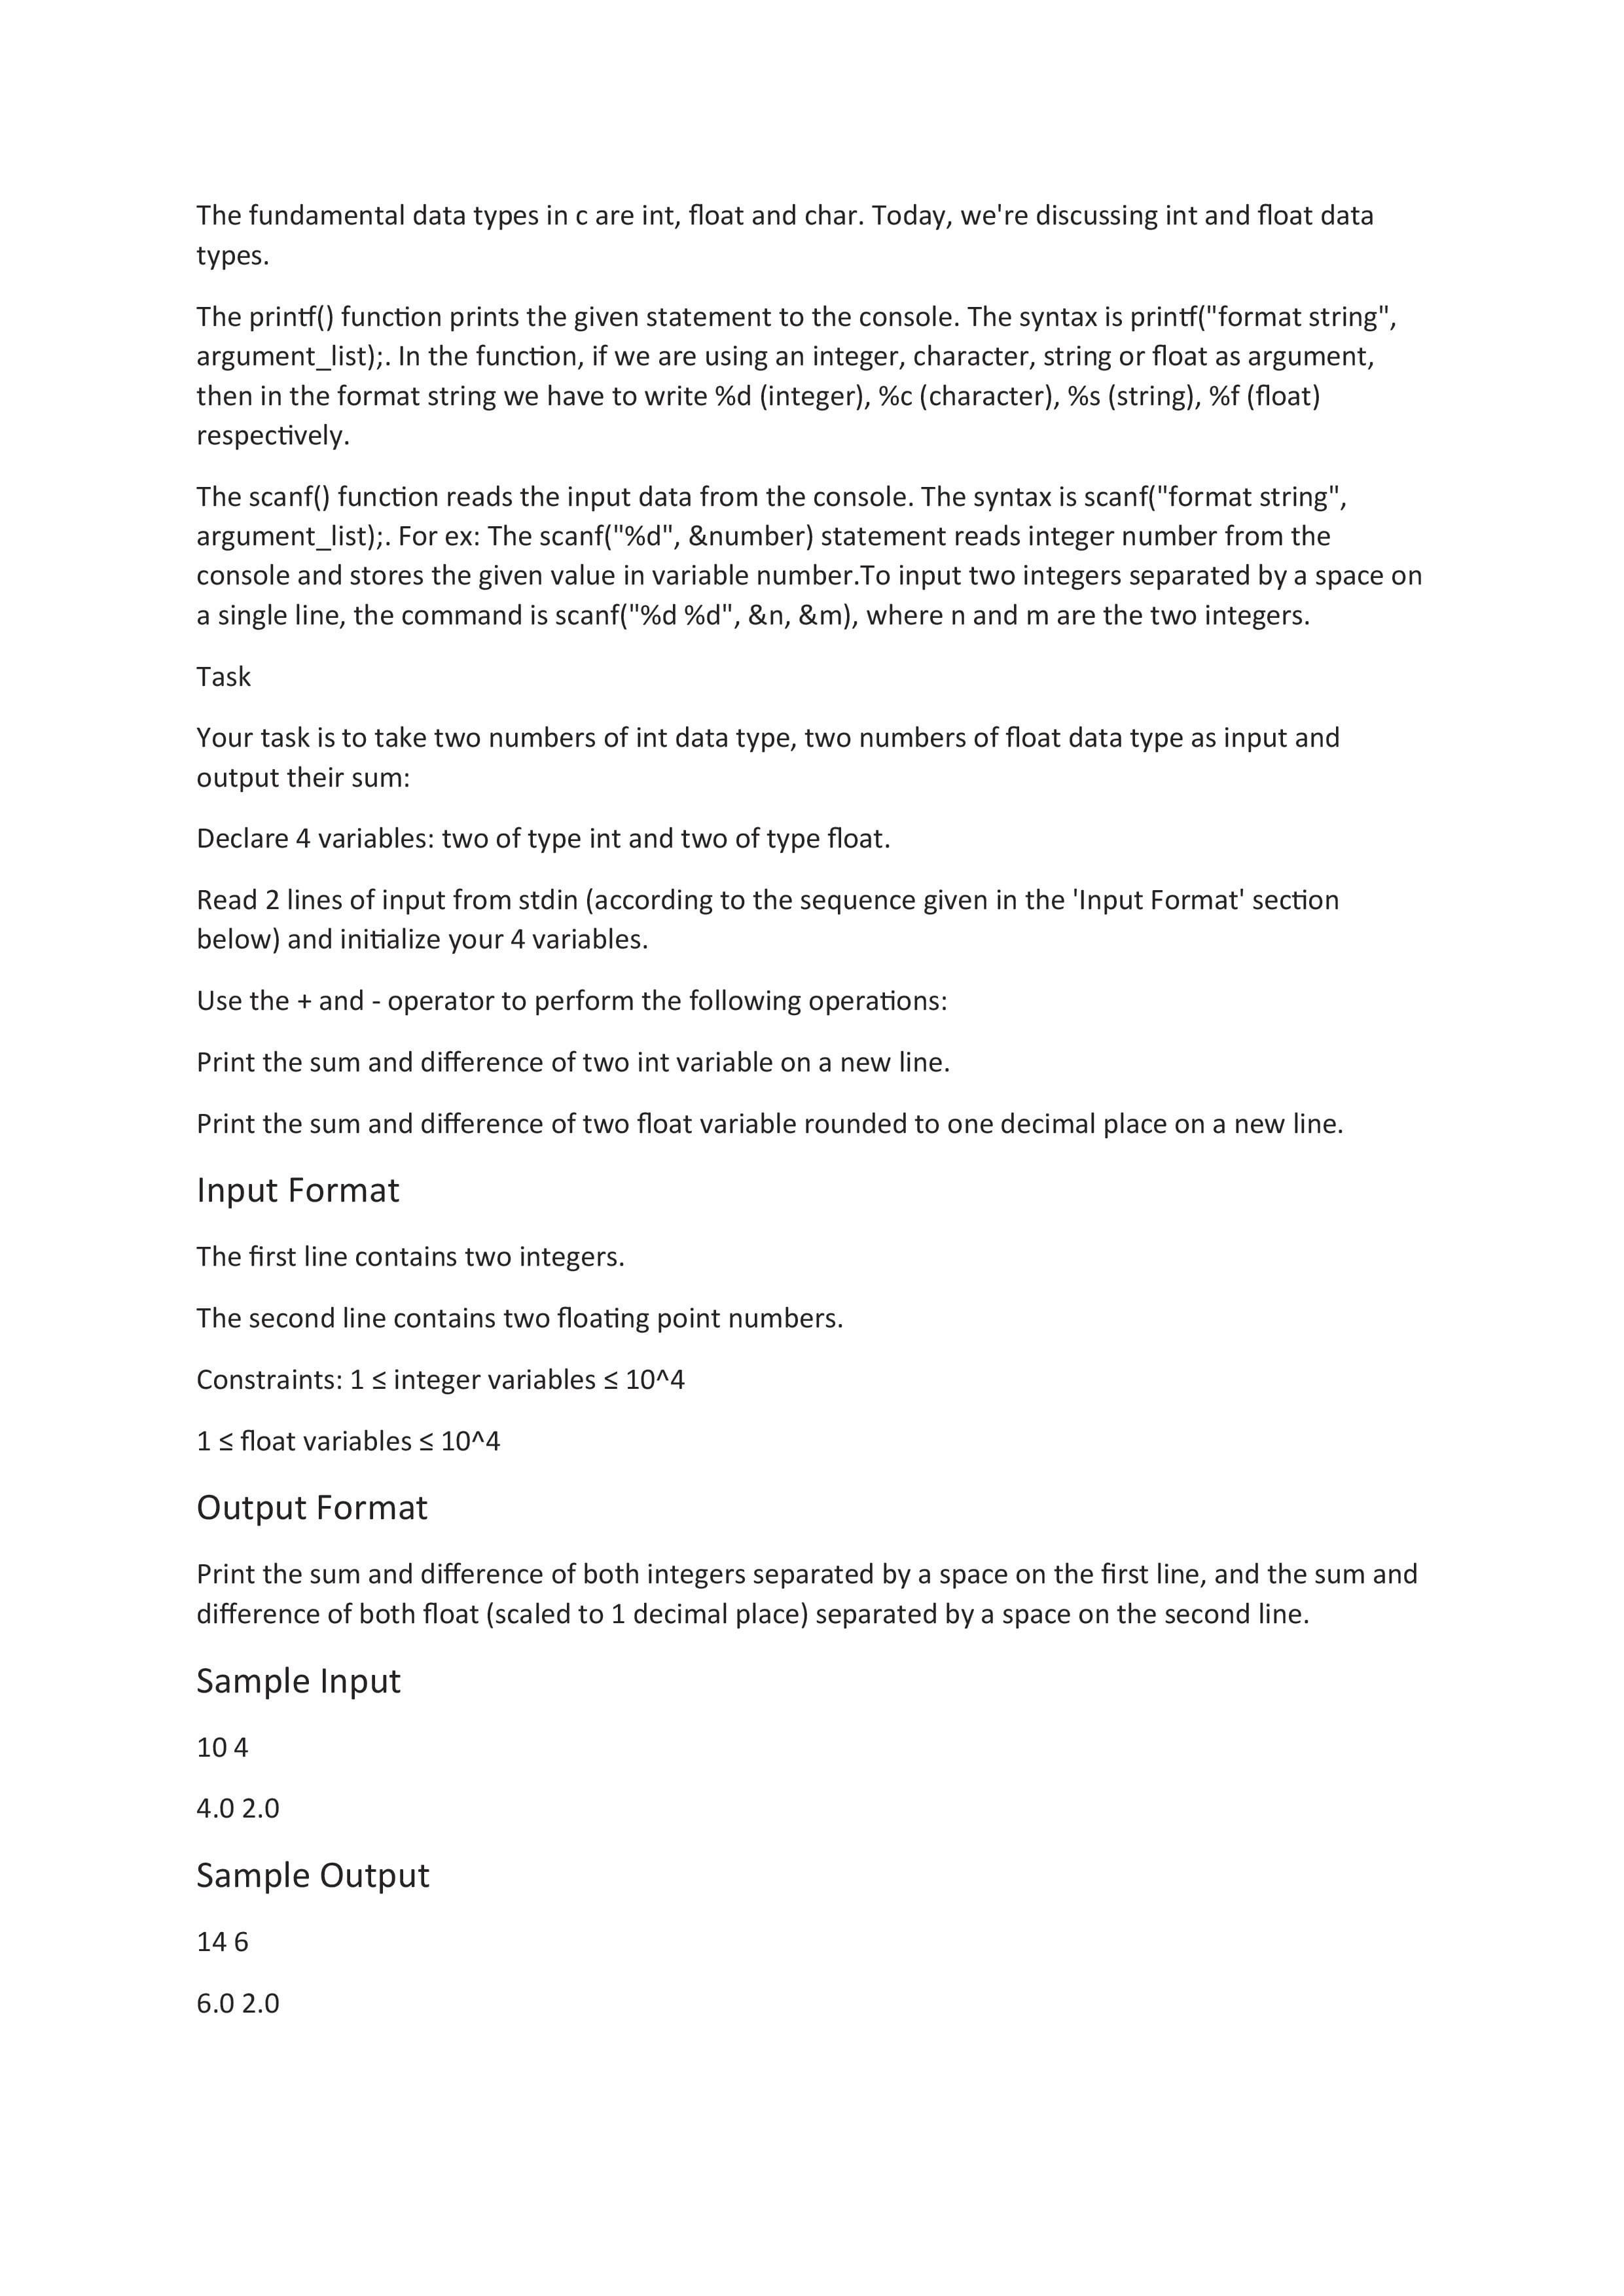 The fundamental data types in c are int, float and char. Today, we're discussing int and float data
types.
The printf() function prints the given statement to the console. The syntax is printf("format string",
argument_list);. In the function, if we are using an integer, character, string or float as argument,
then in the format string we have to write %d (integer), %c (character), %s (string), %f (float)
respectively.
The scanf() function reads the input data from the console. The syntax is scanf("format string",
argument_list);. For ex: The scanf("%d", &number) statement reads integer number from the
console and stores the given value in variable number.To input two integers separated by a space on
a single line, the command is scanf("%d %d", &n, &m), where n and m are the two integers.
Task
Your task is to take two numbers of int data type, two numbers of float data type as input and
output their sum:
Declare 4 variables: two of type int and two of type float.
Read 2 lines of input from stdin (according to the sequence given in the 'Input Format' section
below) and initialize your 4 variables.
Use the + and - operator to perform the following operations:
Print the sum and difference of two int variable on a new line.
Print the sum and difference of two float variable rounded to one decimal place on a new line.
Input Format
The first line contains two integers.
The second line contains two floating point numbers.
Constraints: 1 ≤ integer variables ≤ 10^4
1 ≤ float variables ≤ 10^4
Output Format
Print the sum and difference of both integers separated by a space on the first line, and the sum and
difference of both float (scaled to 1 decimal place) separated by a space on the second line.
Sample Input
10 4
4.0 2.0
Sample Output
14 6
6.0 2.0